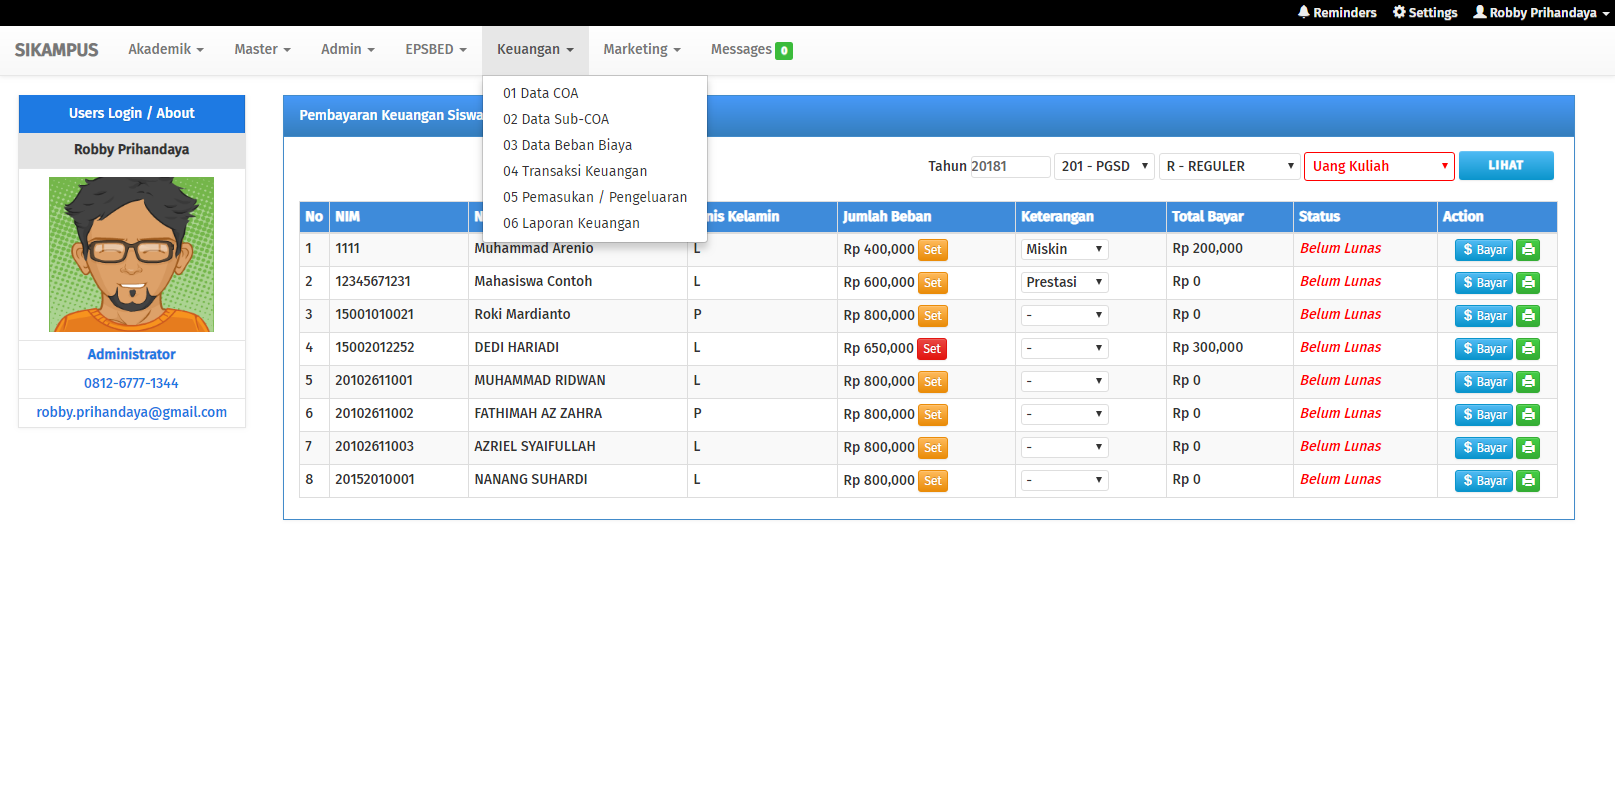 Reminders Settings Robby Prihandaya
SIKAMPUS Akademik Master Admin EPSBED Keuangan Marketing Messages 0
01 Data COA
02 Data Sub-COA
03 Data Beban Biaya
04 Transaksi Keuangan
05 Pemasukan / Pengeluaran
06 Laporan Keuangan
Users Login / About
Robby Prihandaya
Administrator
0812-6777-1344
robby.prihandaya@gmail.com
Pembayaran Keuangan Siswa
Tahun 20181 201 - PGSD R - REGULER Uang Kuliah LIHAT
No NIM Kelamin Jumlah Beban Keterangan Total Bayar Status Action
1 1111 Muhammad Arenio L Rp 400,000 Set Miskin Rp 200,000 Belum Lunas $ Bayar
2 12345671231 Mahasiswa Contoh L Rp 600,000 Set Prestasi Rp 0 Belum Lunas $ Bayar
3 15001010021 Roki Mardianto P Rp 800,000 Set - Rp 0 Belum Lunas $ Bayar
4 15002012252 DEDI HARIADI L Rp 650,000 Set - Rp 300,000 Belum Lunas $ Bayar
5 20102611001 MUHAMMAD RIDWAN L Rp 800,000 Set - Rp 0 Belum Lunas $ Bayar
6 20102611002 FATHIMAH AZ ZAHRA P Rp 800,000 Set - Rp 0 Belum Lunas $ Bayar
7 20102611003 AZRIEL SYAIFULLAH L Rp 800,000 Set - Rp 0 Belum Lunas $ Bayar
8 20152010001 NANANG SUHARDI L Rp 800,000 Set - Rp 0 Belum Lunas $ Bayar